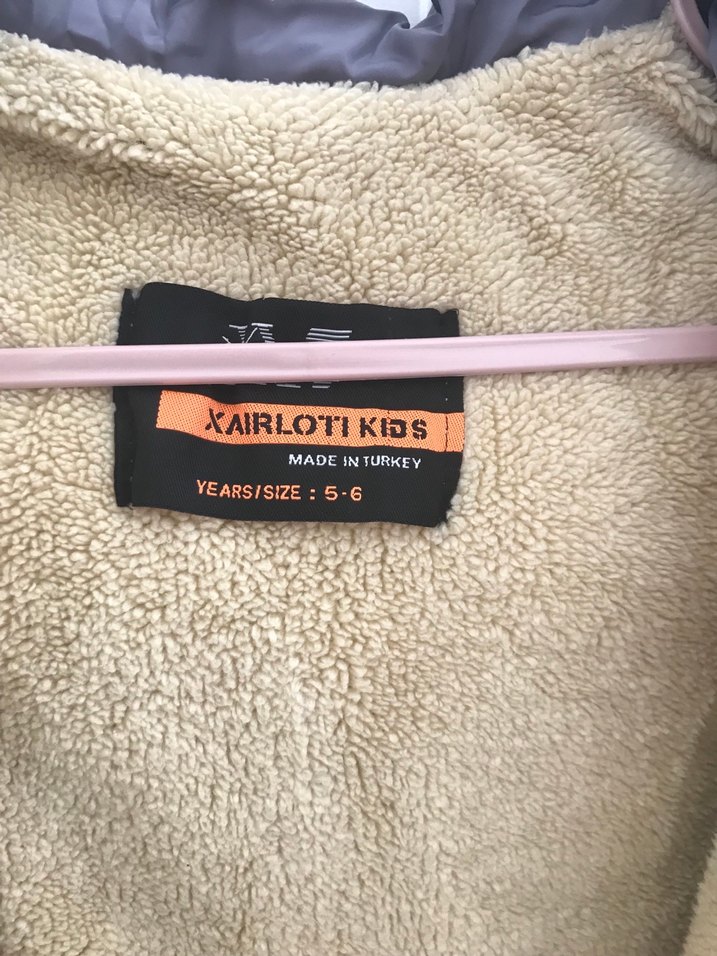 XAIRLOTI KIDS
MADE IN TURKEY
YEARS/SIZE : 5-6